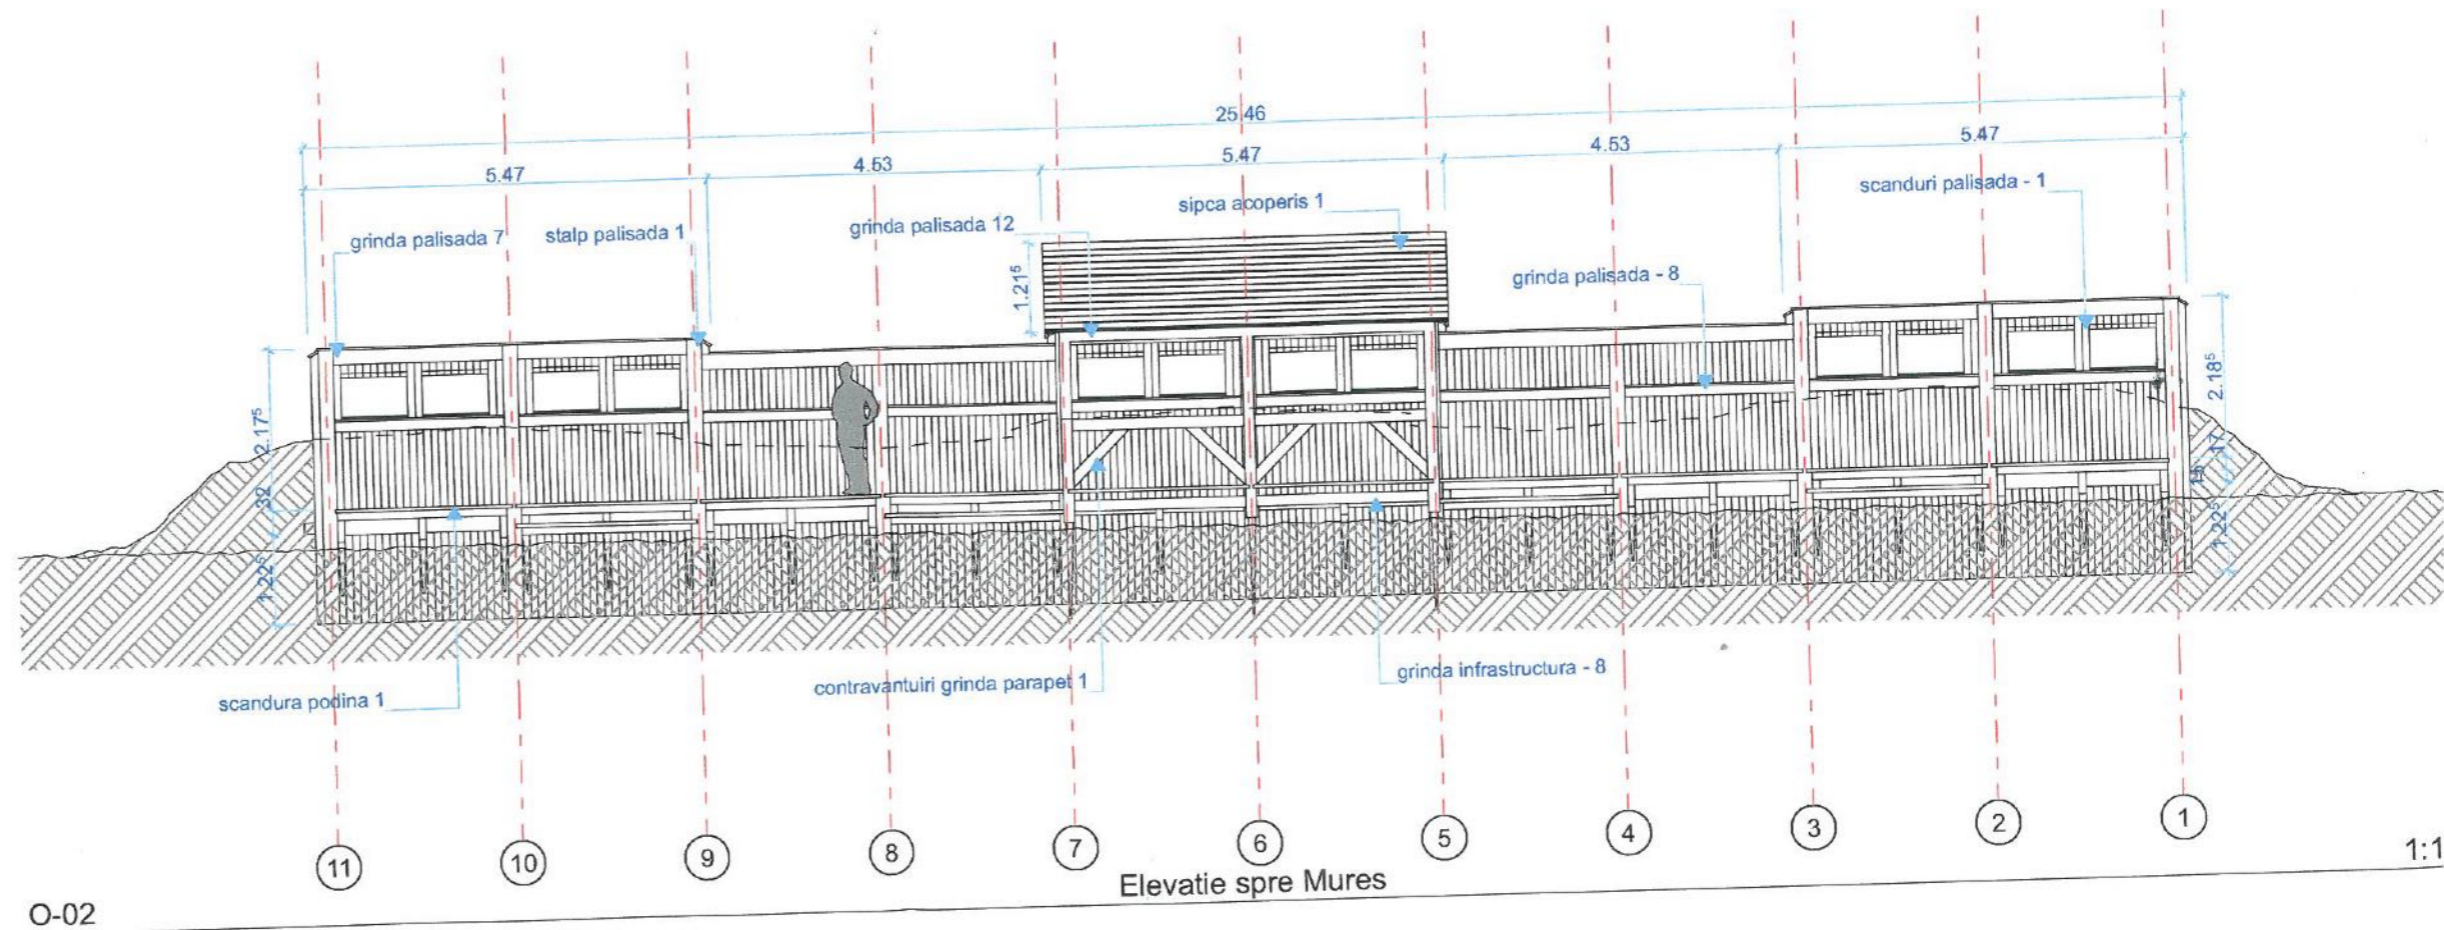 25.46
5.47
4.53
5.47
4.53
5.47
grinda palisada 7
stalp palisada 1
grinda palisada 12
sipca acoperis 1
scanduri palisada - 1
grinda palisada - 8
1.21⁵
2.17⁵
32
1.22⁵
2.18⁵
17
15
1.22⁵
scandura podina 1
contravantuiri grinda parapet 1
grinda infrastructura - 8
11
10
9
8
7
6
5
4
3
2
1
Elevatie spre Mures
1:1
O-02